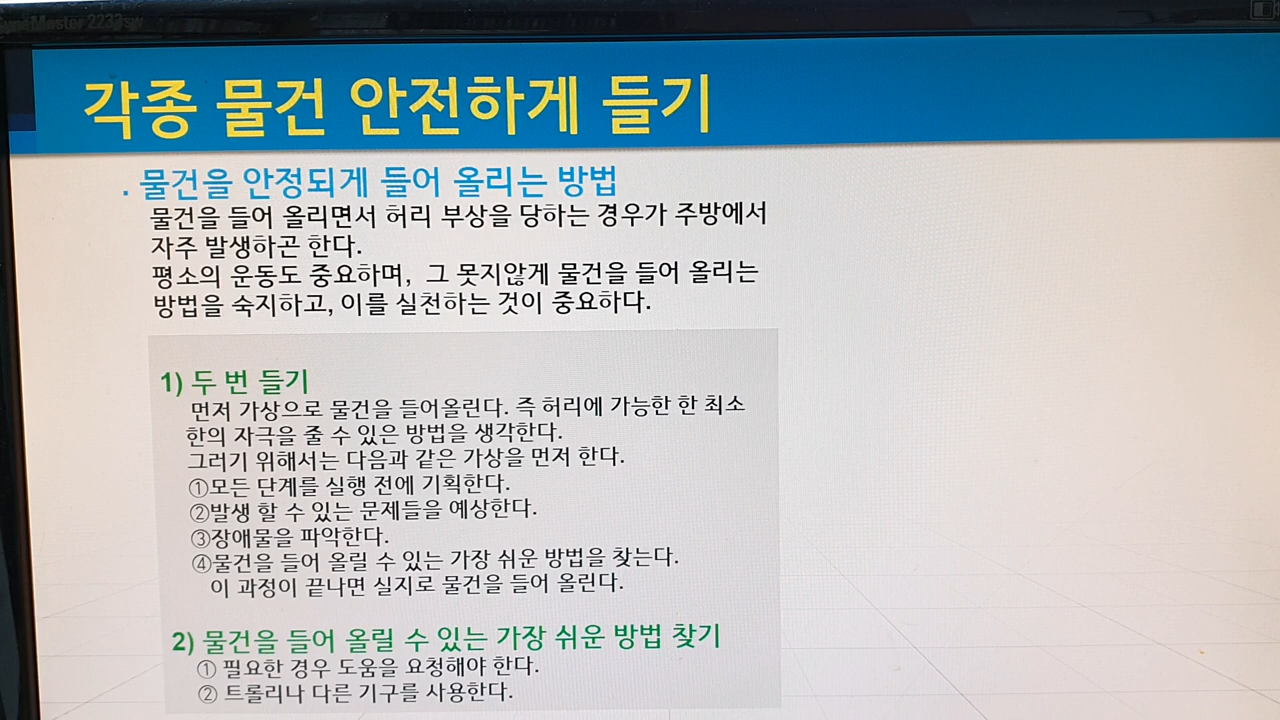 SyncMaster 2233sw
각종 물건 안전하게 들기
. 물건을 안정되게 들어 올리는 방법
물건을 들어 올리면서 허리 부상을 당하는 경우가 주방에서
자주 발생하곤 한다.
평소의 운동도 중요하며, 그 못지않게 물건을 들어 올리는
방법을 숙지하고, 이를 실천하는 것이 중요하다.
1) 두 번 들기
먼저 가상으로 물건을 들어올린다. 즉 허리에 가능한 한 최소
한의 자극을 줄 수 있은 방법을 생각한다.
그러기 위해서는 다음과 같은 가상을 먼저 한다.
①모든 단계를 실행 전에 기획한다.
②발생 할 수 있는 문제들을 예상한다.
③장애물을 파악한다.
④물건을 들어 올릴 수 있는 가장 쉬운 방법을 찾는다.
이 과정이 끝나면 실지로 물건을 들어 올린다.
2) 물건을 들어 올릴 수 있는 가장 쉬운 방법 찾기
① 필요한 경우 도움을 요청해야 한다.
② 트롤리나 다른 기구를 사용한다.